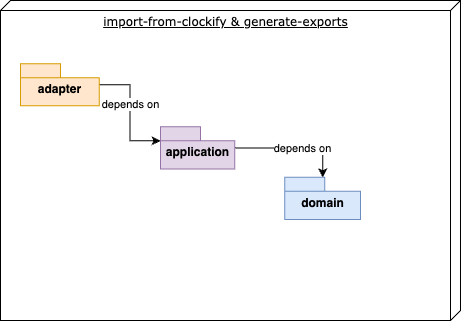 import-from-clockify & generate-exports
adapter
depends on
application
depends on
domain